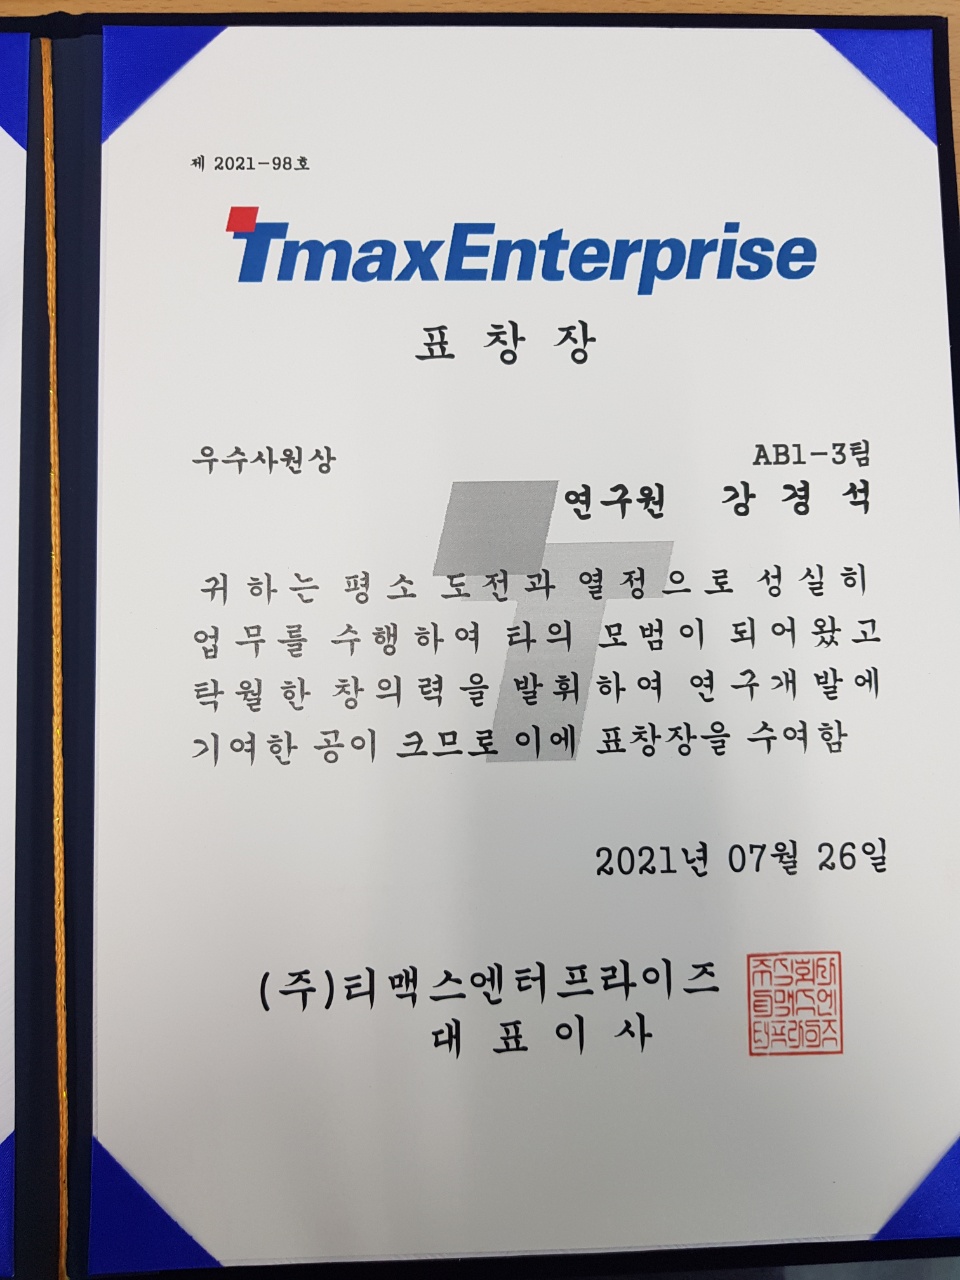 제 2021-98호
TmaxEnterprise
표 창 장
우수사원상
AB1-3팀
연구원 강 경 석
귀 하 는 평 소 도 전 과 열 정 으 로 성 실 히
업 무 를 수 행 하 여 타 의 모 범 이 되 어 왔 고
탁 월 한 창 의 력 을 발 휘 하 여 연 구 개 발 에
기 여 한 공 이 크 므 로 이 에 표 창 장 을 수 여 함
2021년 07월 26일
(주)티맥스엔터프라이즈
대 표 이 사
주식회사
티맥스엔
터프라이즈